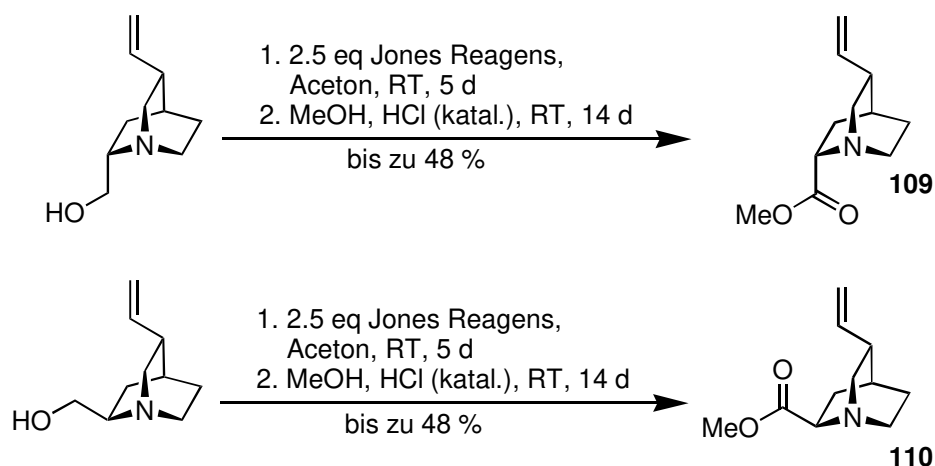 1. 2.5 eq Jones Reagens,
Aceton, RT, 5 d
2. MeOH, HCl (katal.), RT, 14 d
bis zu 48 %
N
HO
N
MeO
O
109
1. 2.5 eq Jones Reagens,
Aceton, RT, 5 d
2. MeOH, HCl (katal.), RT, 14 d
bis zu 48 %
HO
N
O
MeO
N
110